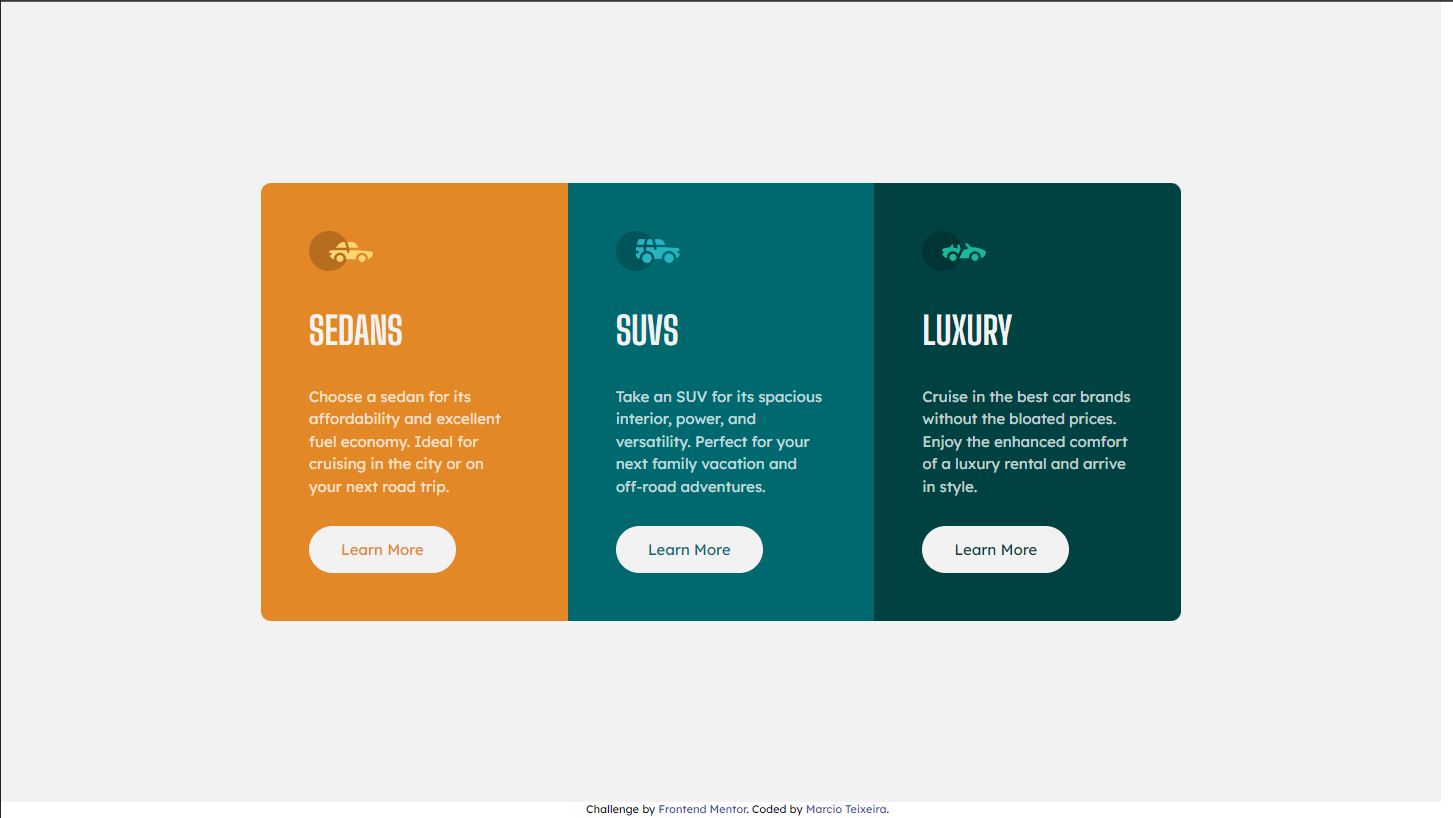 SEDANS
Choose a sedan for its
affordability and excellent
fuel economy. Ideal for
cruising in the city or on
your next road trip.
Learn More
SUVS
Take an SUV for its spacious
interior, power, and
versatility. Perfect for your
next family vacation and
off-road adventures.
Learn More
LUXURY
Cruise in the best car brands
without the bloated prices.
Enjoy the enhanced comfort
of a luxury rental and arrive
in style.
Learn More
Challenge by Frontend Mentor. Coded by Marcio Teixeira.